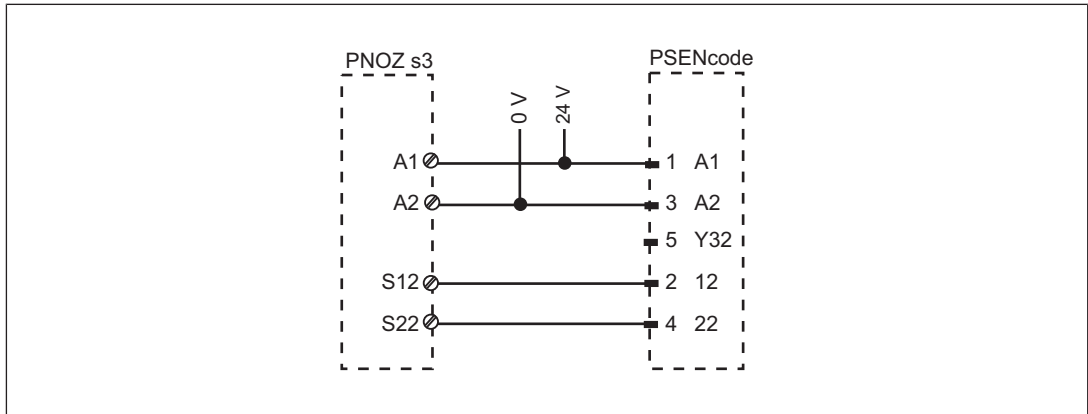 PNOZ s3
PSENcode
0 V
24 V
A1
1 A1
A2
3 A2
5 Y32
S12
2 12
S22
4 22